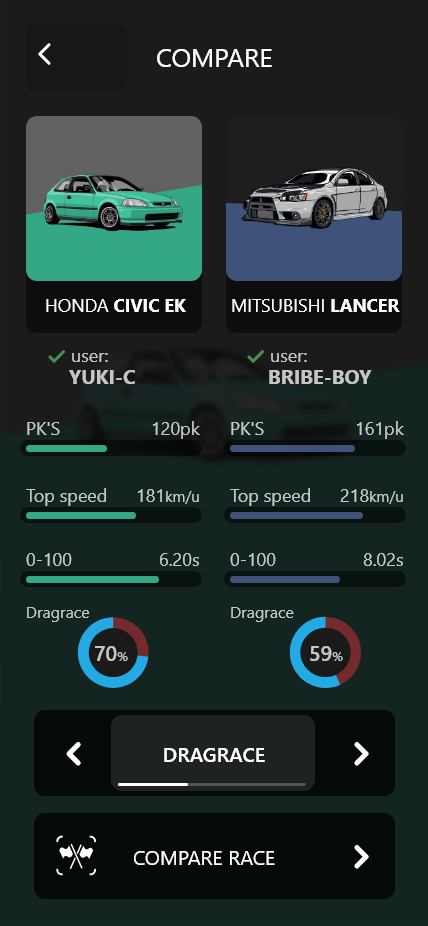 COMPARE
HONDA CIVIC EK
MITSUBISHI LANCER
user:
YUKI-C
user:
BRIBE-BOY
PK'S 120pk
PK'S 161pk
Top speed 181km/u
Top speed 218km/u
0-100 6.20s
0-100 8.02s
Dragrace
70%
Dragrace
59%
DRAGRACE
COMPARE RACE